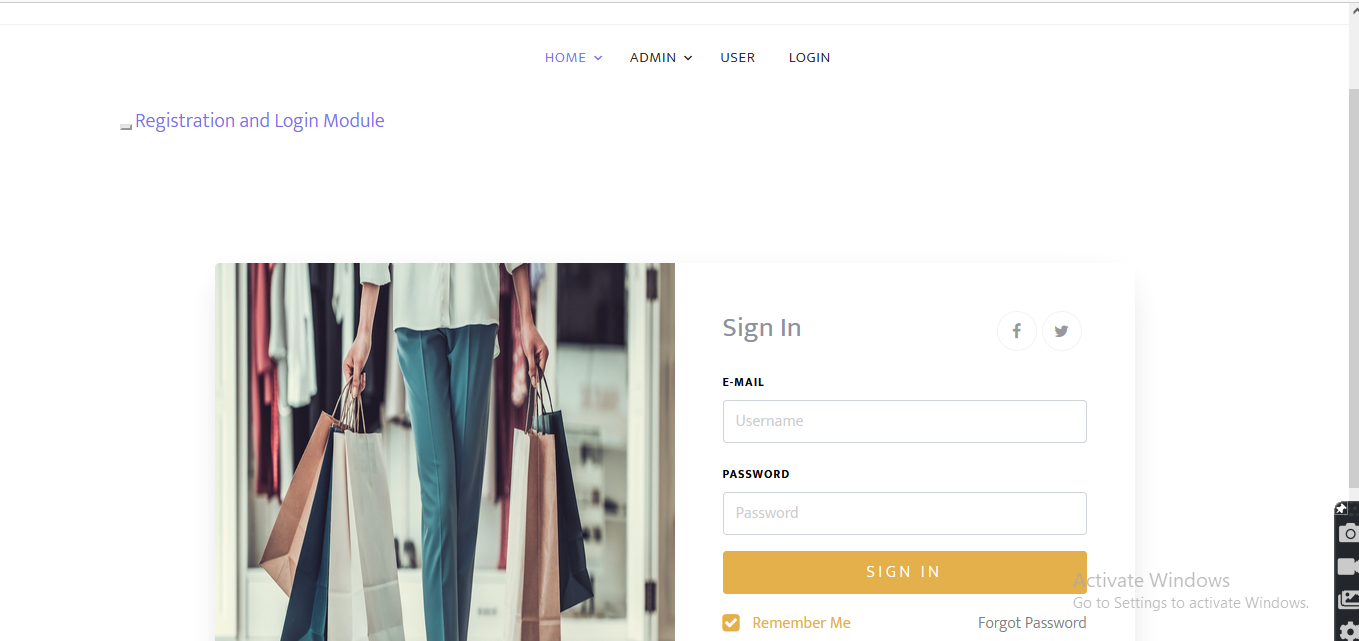 HOME ADMIN USER LOGIN
Registration and Login Module
Sign In
E-MAIL
Username
PASSWORD
Password
SIGN IN
Activate Windows
Go to Settings to activate Windows.
Remember Me Forgot Password